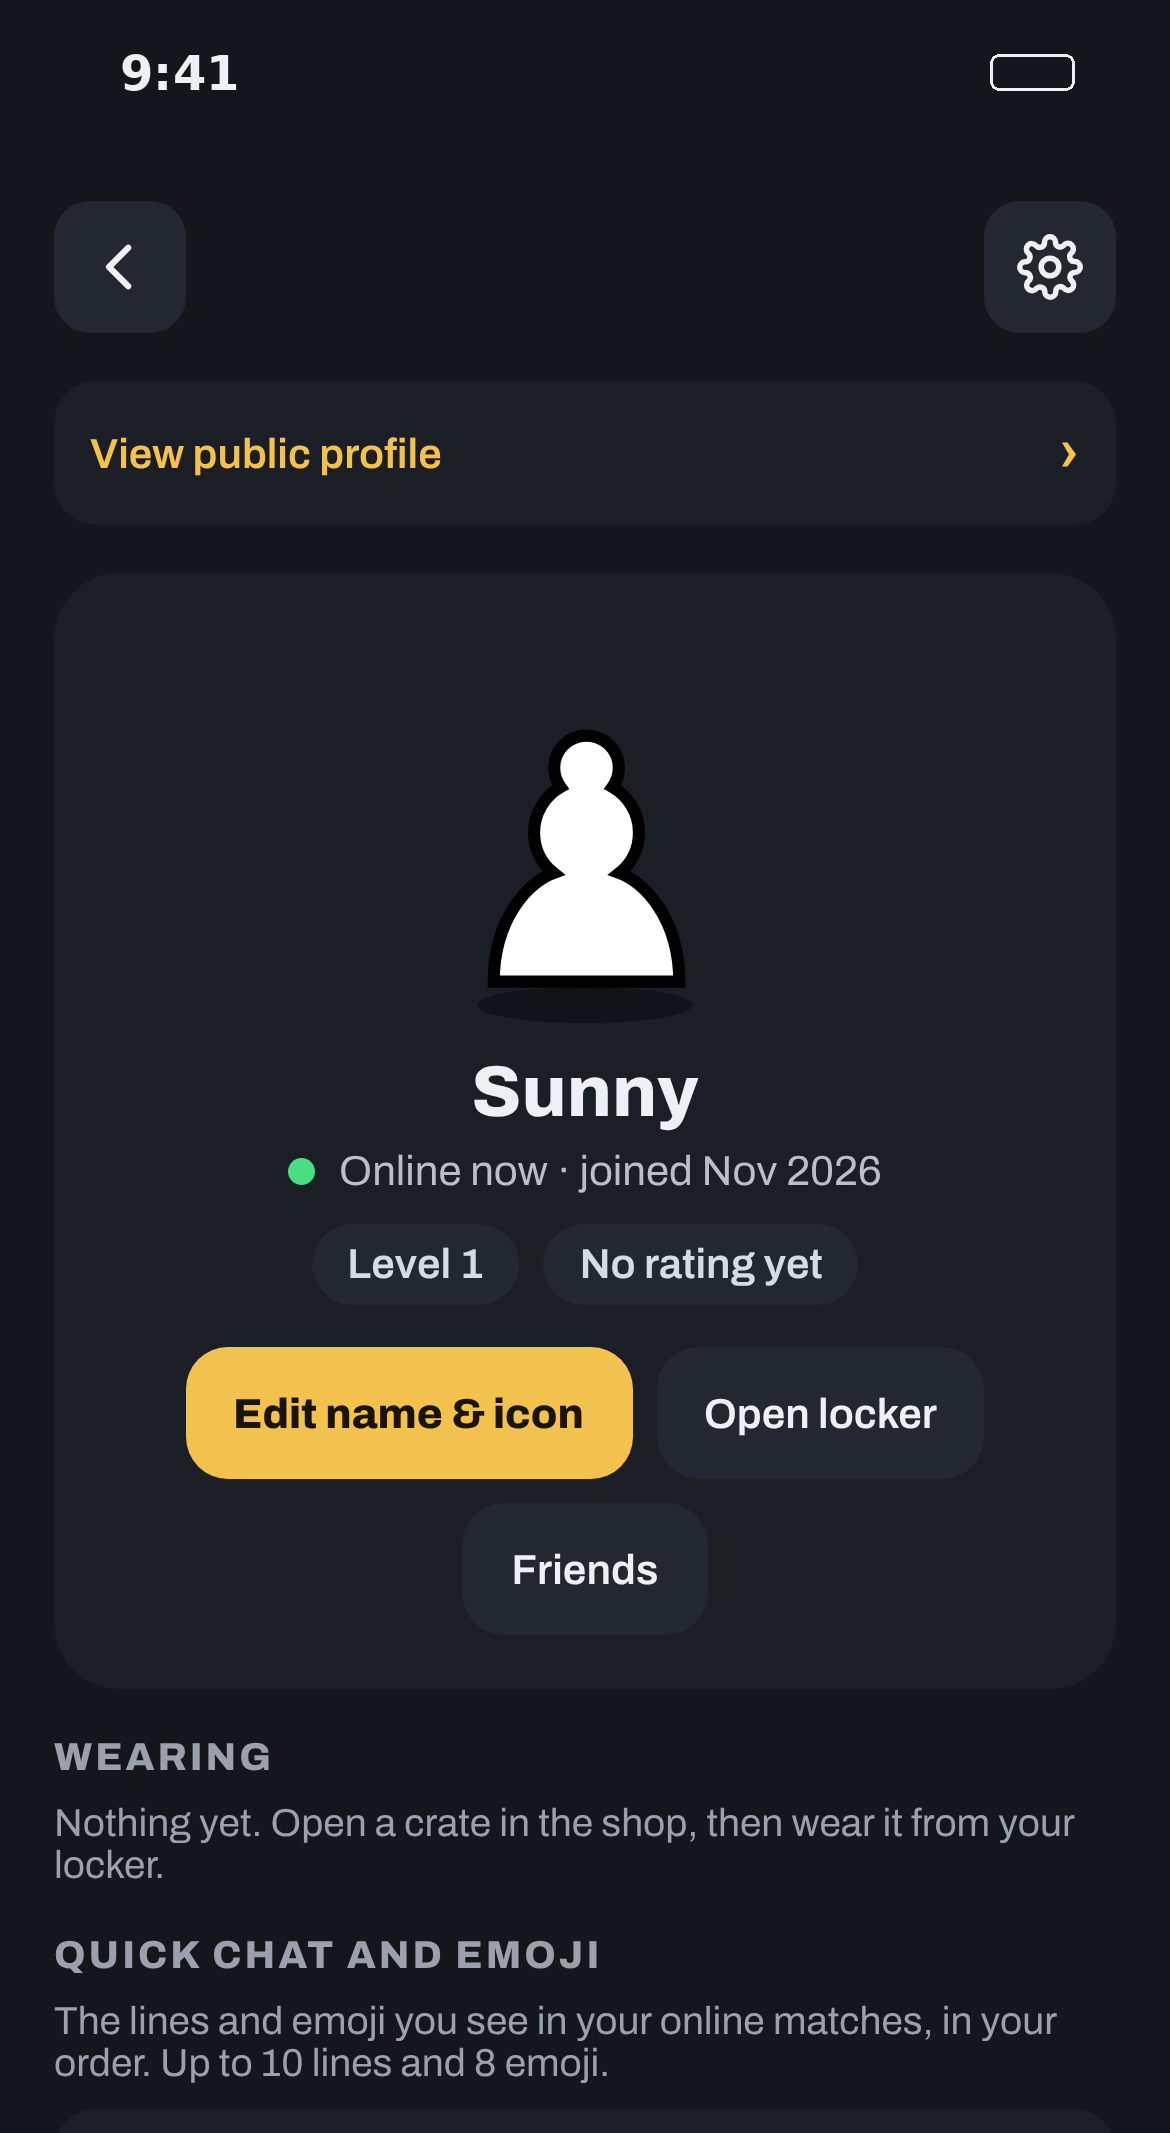 9:41
View public profile ›
Sunny
Online now · joined Nov 2026
Level 1 No rating yet
Edit name & icon Open locker
Friends
WEARING
Nothing yet. Open a crate in the shop, then wear it from your
locker.
QUICK CHAT AND EMOJI
The lines and emoji you see in your online matches, in your
order. Up to 10 lines and 8 emoji.